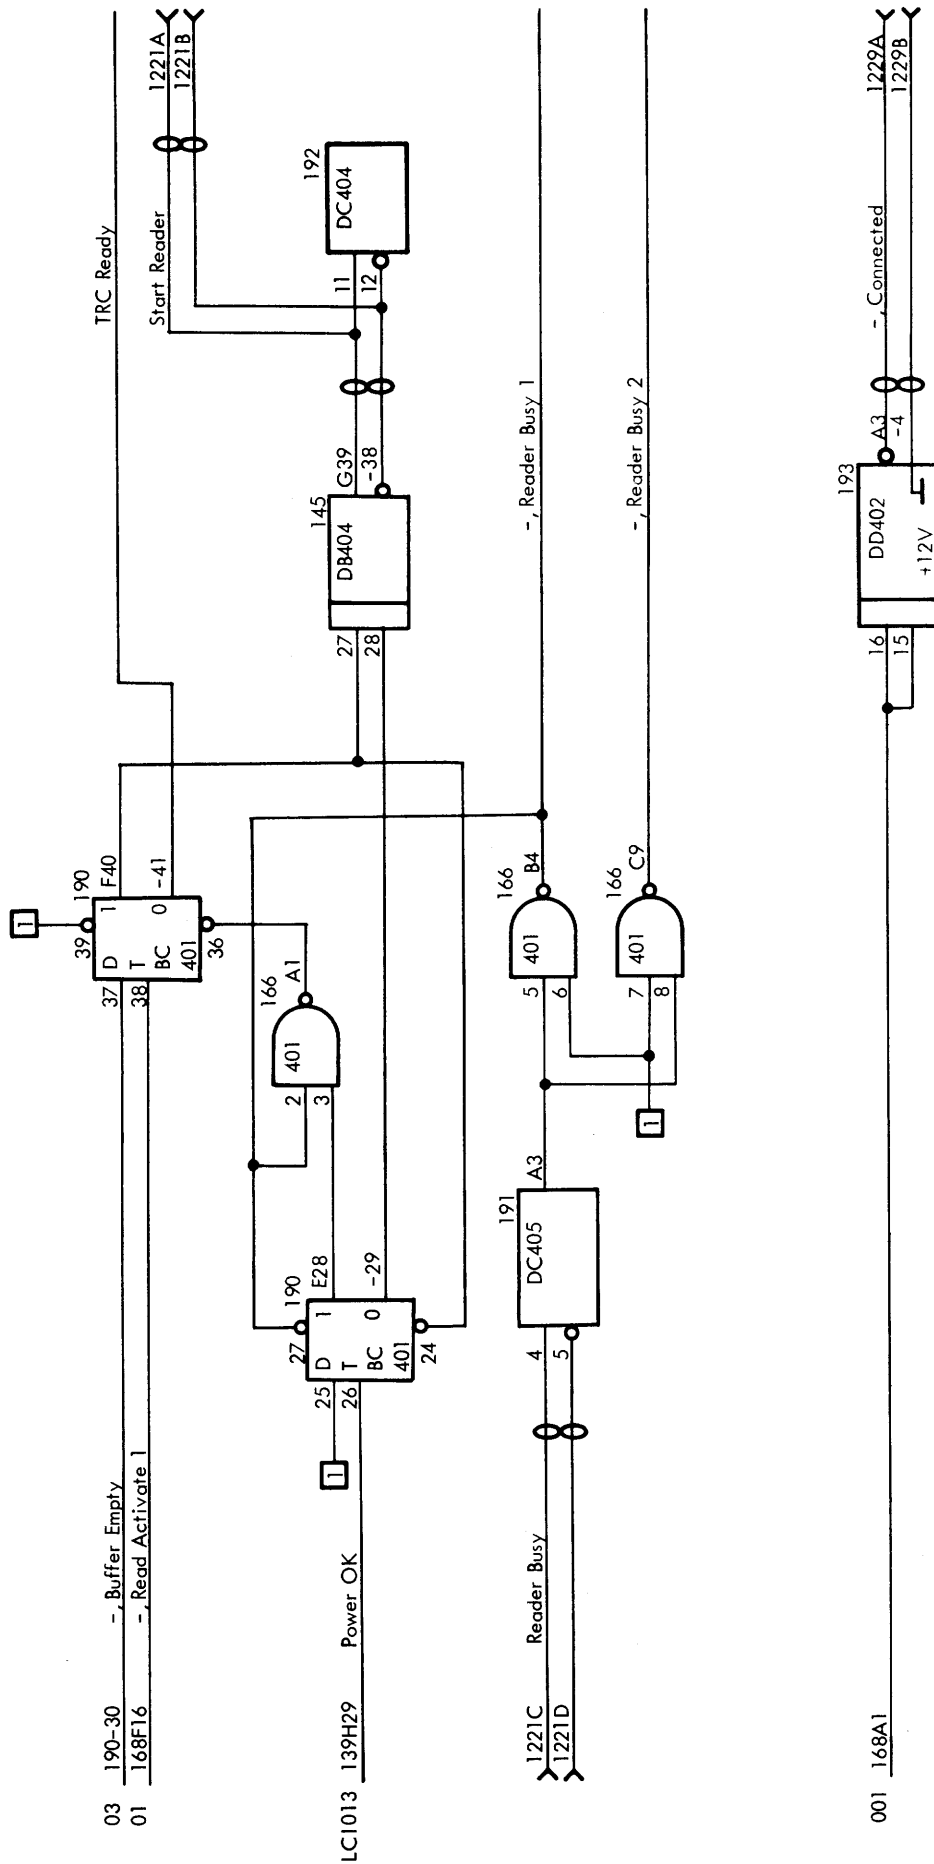 03 190-30 -,Buffer Empty
01 168F16 -,Read Activate 1
37 D 1 F40
38 T
BC 0 -41
401
39
36
190
1
TRC Ready
Start Reader
1221A
1221B
LC1013 139H29 Power OK
1
25 D 1 E28
26 T
BC 0 -29
401
27
24
190
166
2
3
401
A1
27
28
145
DB404
G39
-38
192
11
12
DC404
1221C Reader Busy
1221D
191
4
5
DC405
A3
166
5
6
401
B4
-,Reader Busy 1
1
166
7
8
401
C9
-,Reader Busy 2
001 168A1
193
16
15
DD402
+12V
A3
-4
-,Connected
1229A
1229B